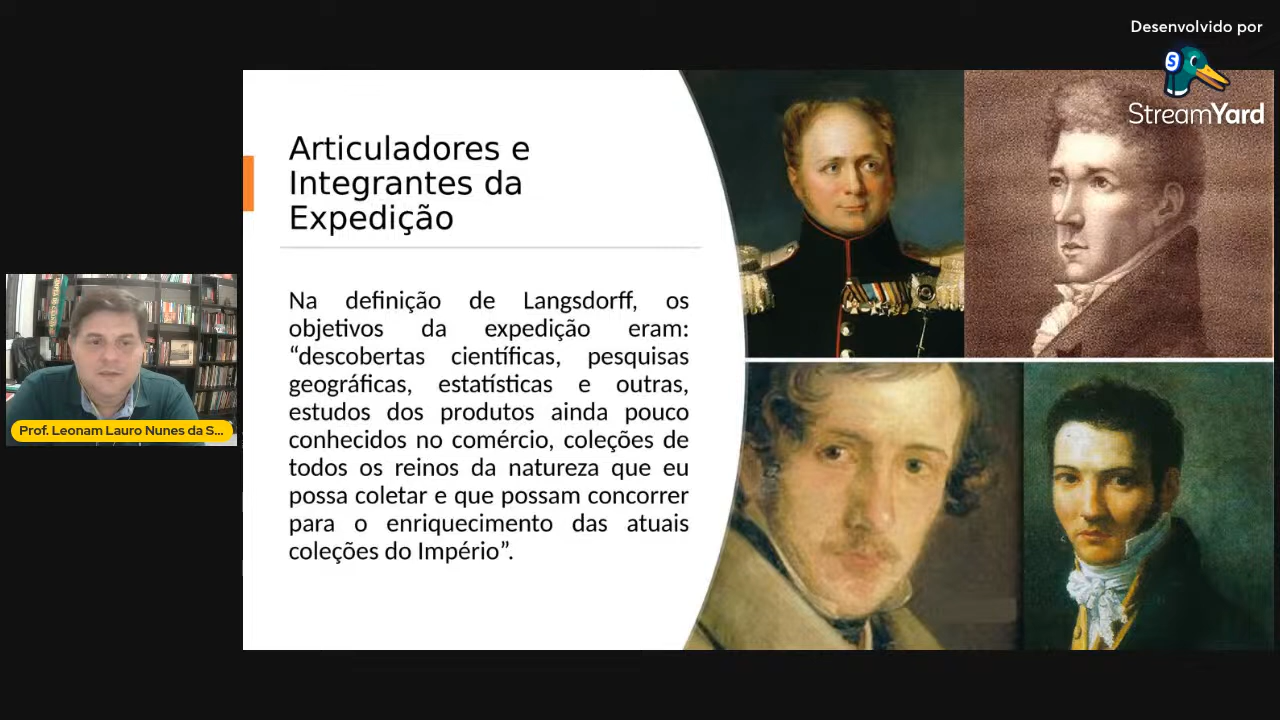 Desenvolvido por
StreamYard
Articuladores e
Integrantes da
Expedição
Na definição de Langsdorff, os
objetivos da expedição eram:
“descobertas científicas, pesquisas
geográficas, estatísticas e outras,
estudos dos produtos ainda pouco
conhecidos no comércio, coleções de
todos os reinos da natureza que eu
possa coletar e que possam concorrer
para o enriquecimento das atuais
coleções do Império”.
Prof. Leonam Lauro Nunes da S...